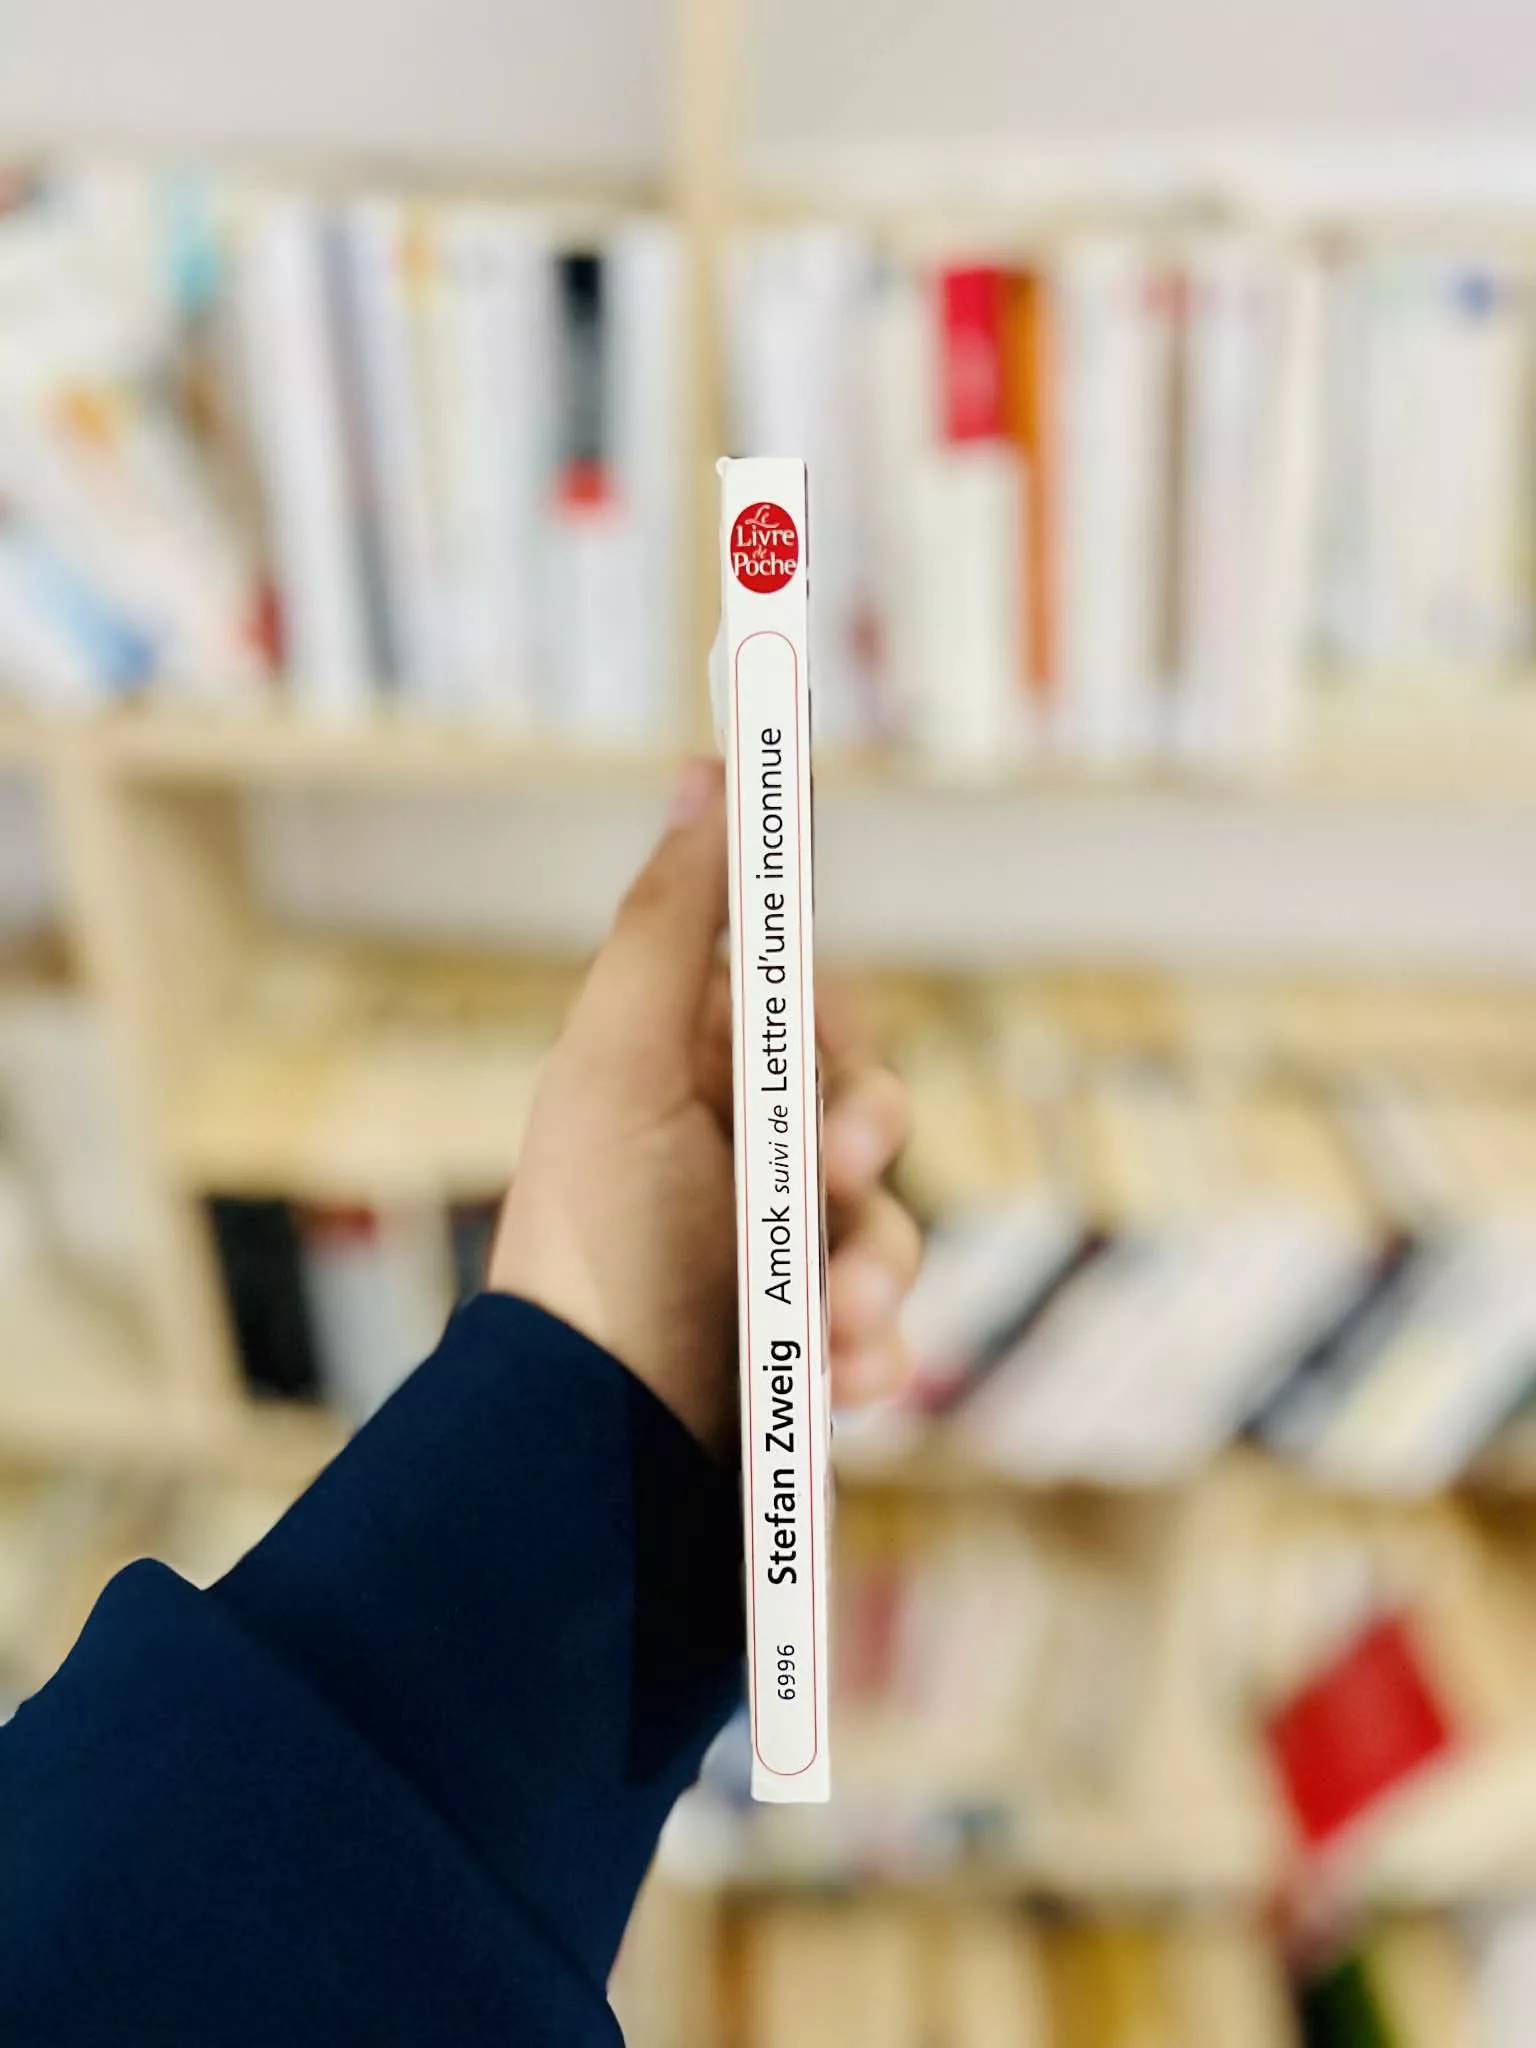 Le
Livre
de
Poche
6996 Stefan Zweig Amok suivi de Lettre d'une inconnue